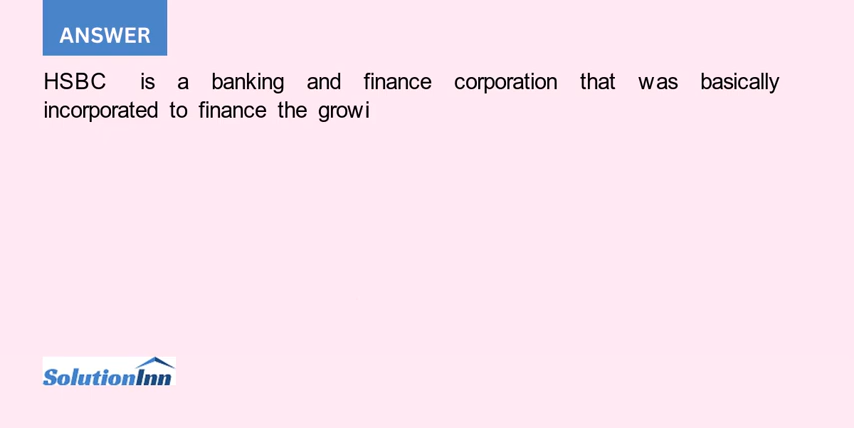 ANSWER
HSBC is a banking and finance corporation that was basically
incorporated to finance the growi
SolutionInn